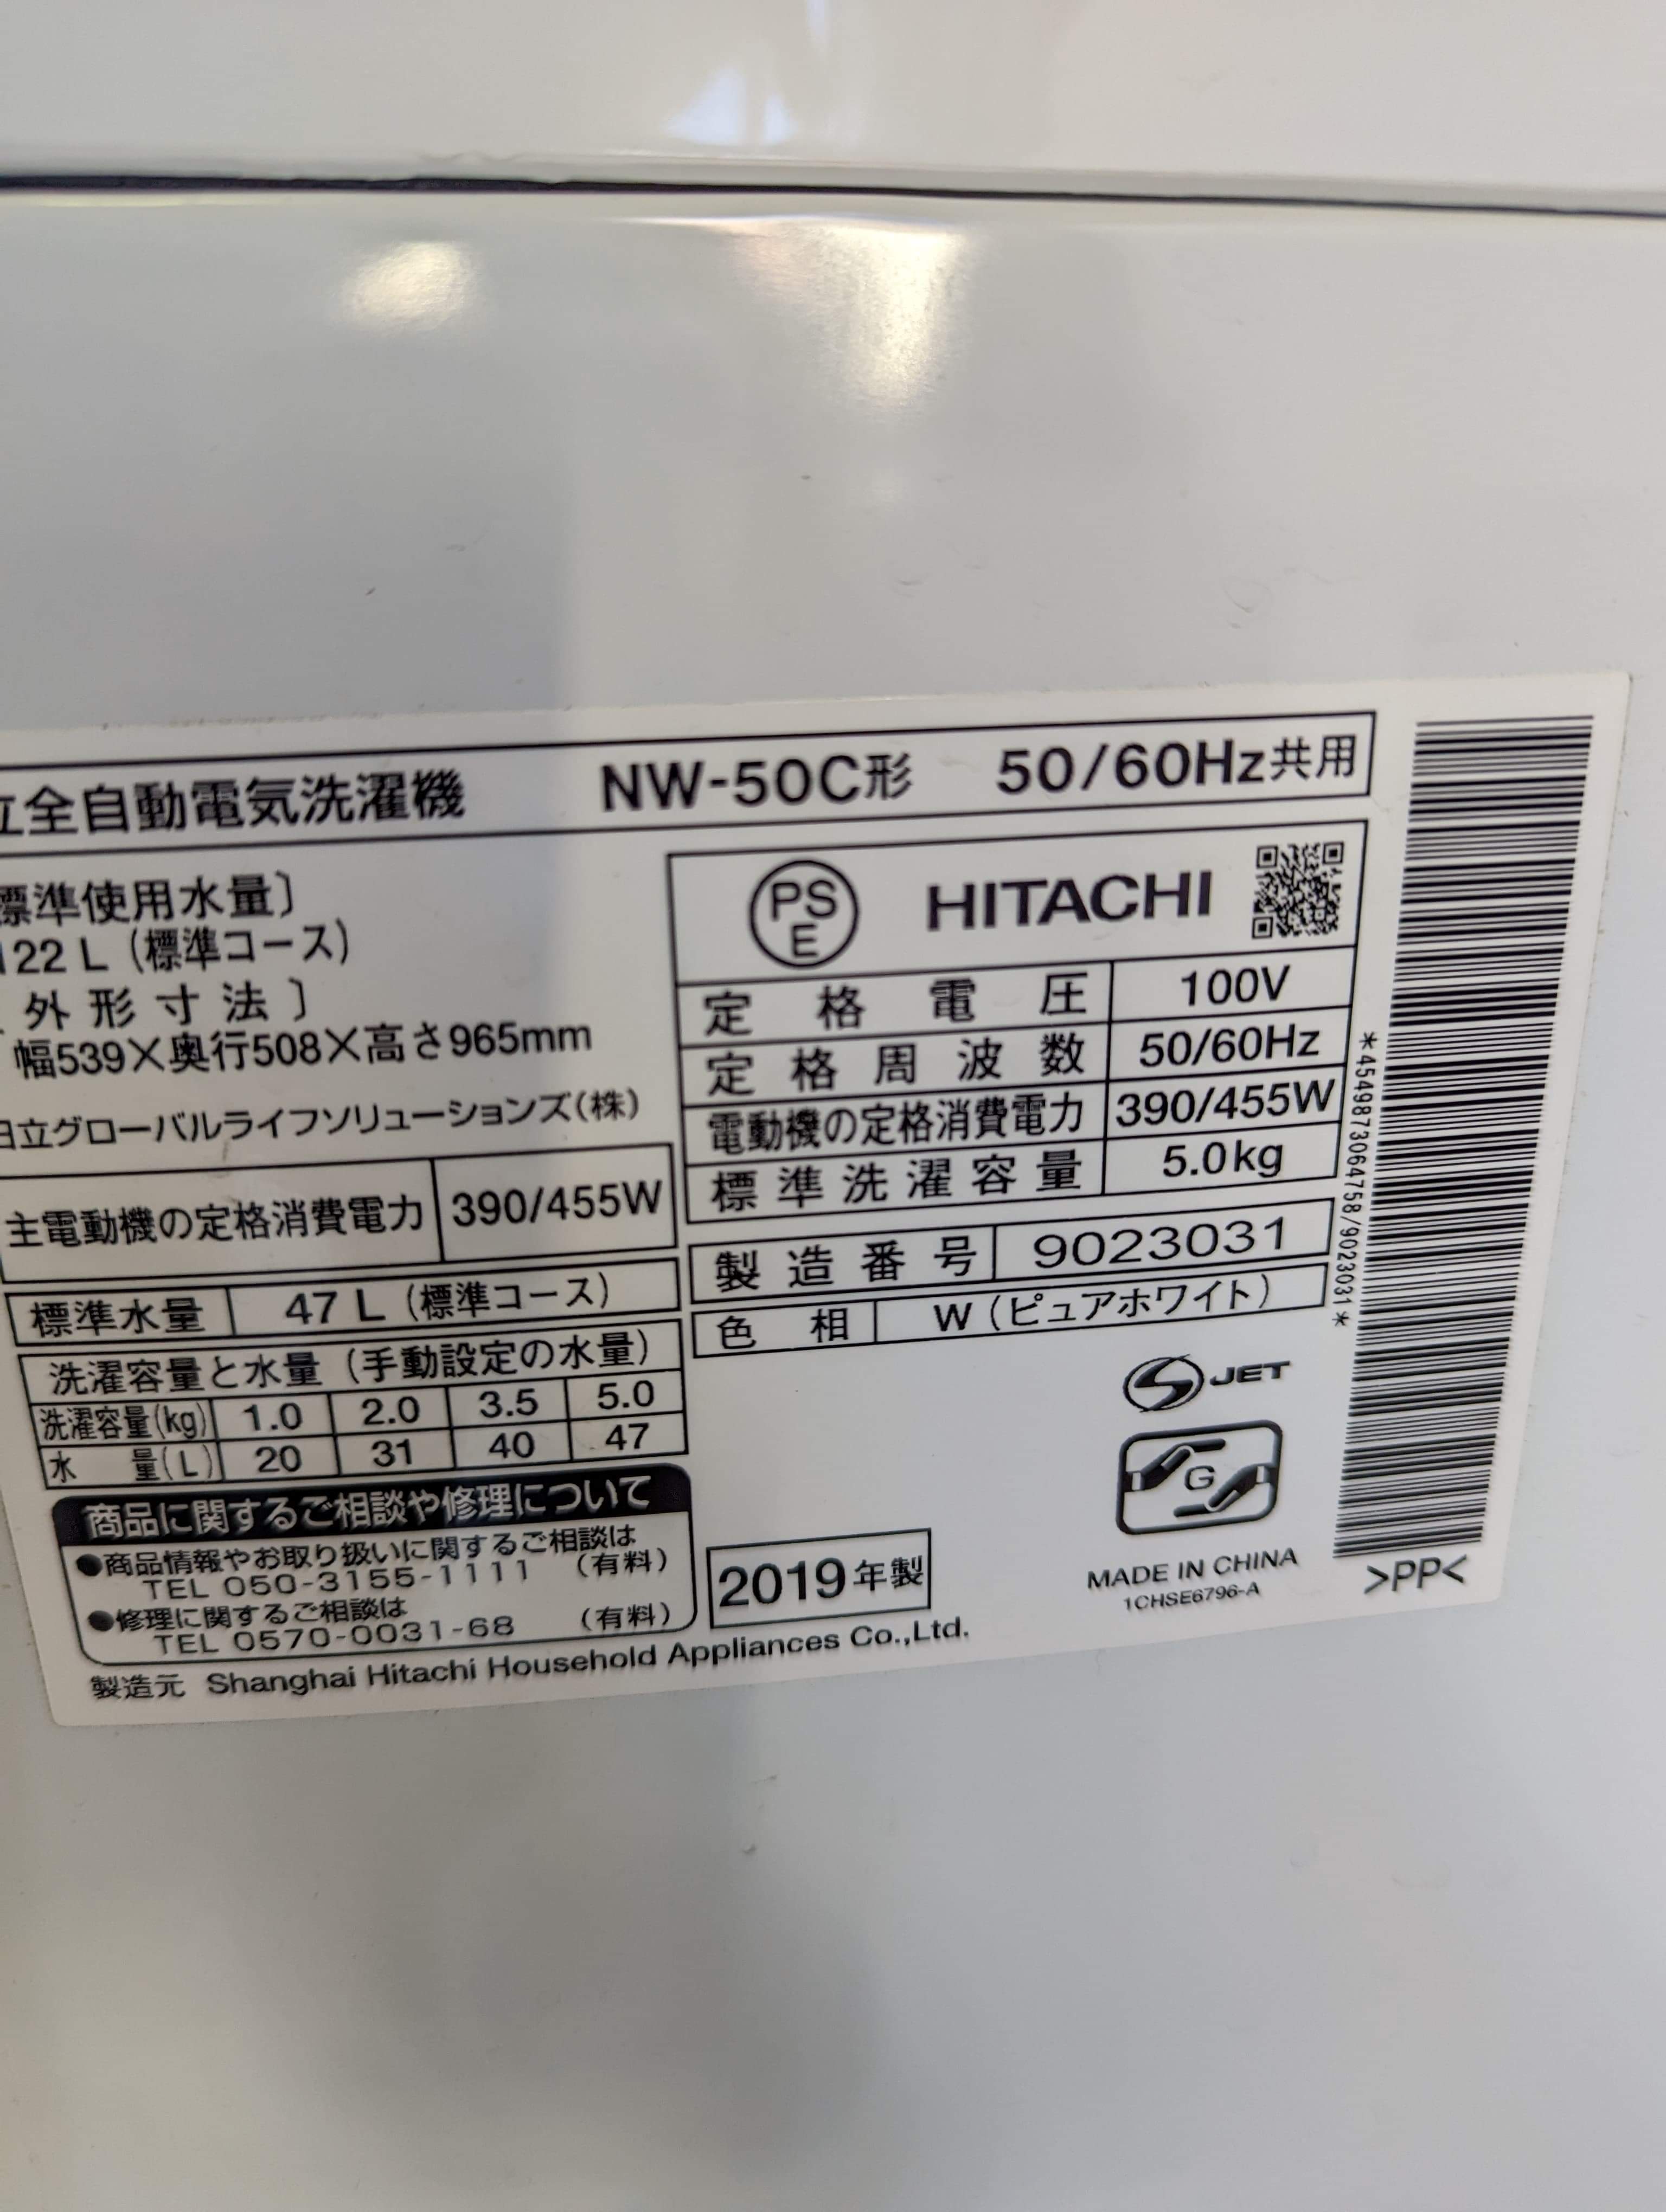 立全自動電気洗濯機 NW-50C形 50/60Hz共用
標準使用水量〕
122 L (標準コース)
外形寸法〕
幅539×奥行508×高さ965mm
日立グローバルライフソリューションズ(株)
主電動機の定格消費電力 390/455W
標準水量 47 L (標準コース)
洗濯容量と水量 (手動設定の水量)
洗濯容量(kg) 1.0 2.0 3.5 5.0
水量(L) 20 31 40 47
商品に関するご相談や修理について
●商品情報やお取り扱いに関するご相談は
TEL 050-3155-1111 (有料)
●修理に関するご相談は
TEL 0570-0031-68 (有料)
製造元 Shanghai Hitachi Household Appliances Co.,Ltd.
PS
E
HITACHI
定格電圧 100V
定格周波数 50/60Hz
電動機の定格消費電力 390/455W
標準洗濯容量 5.0kg
製造番号 9023031
色相 W (ピュアホワイト)
S JET
G
2019年製
MADE IN CHINA
1CHSE6796-A
*4549873064758/9023031*
>PP<